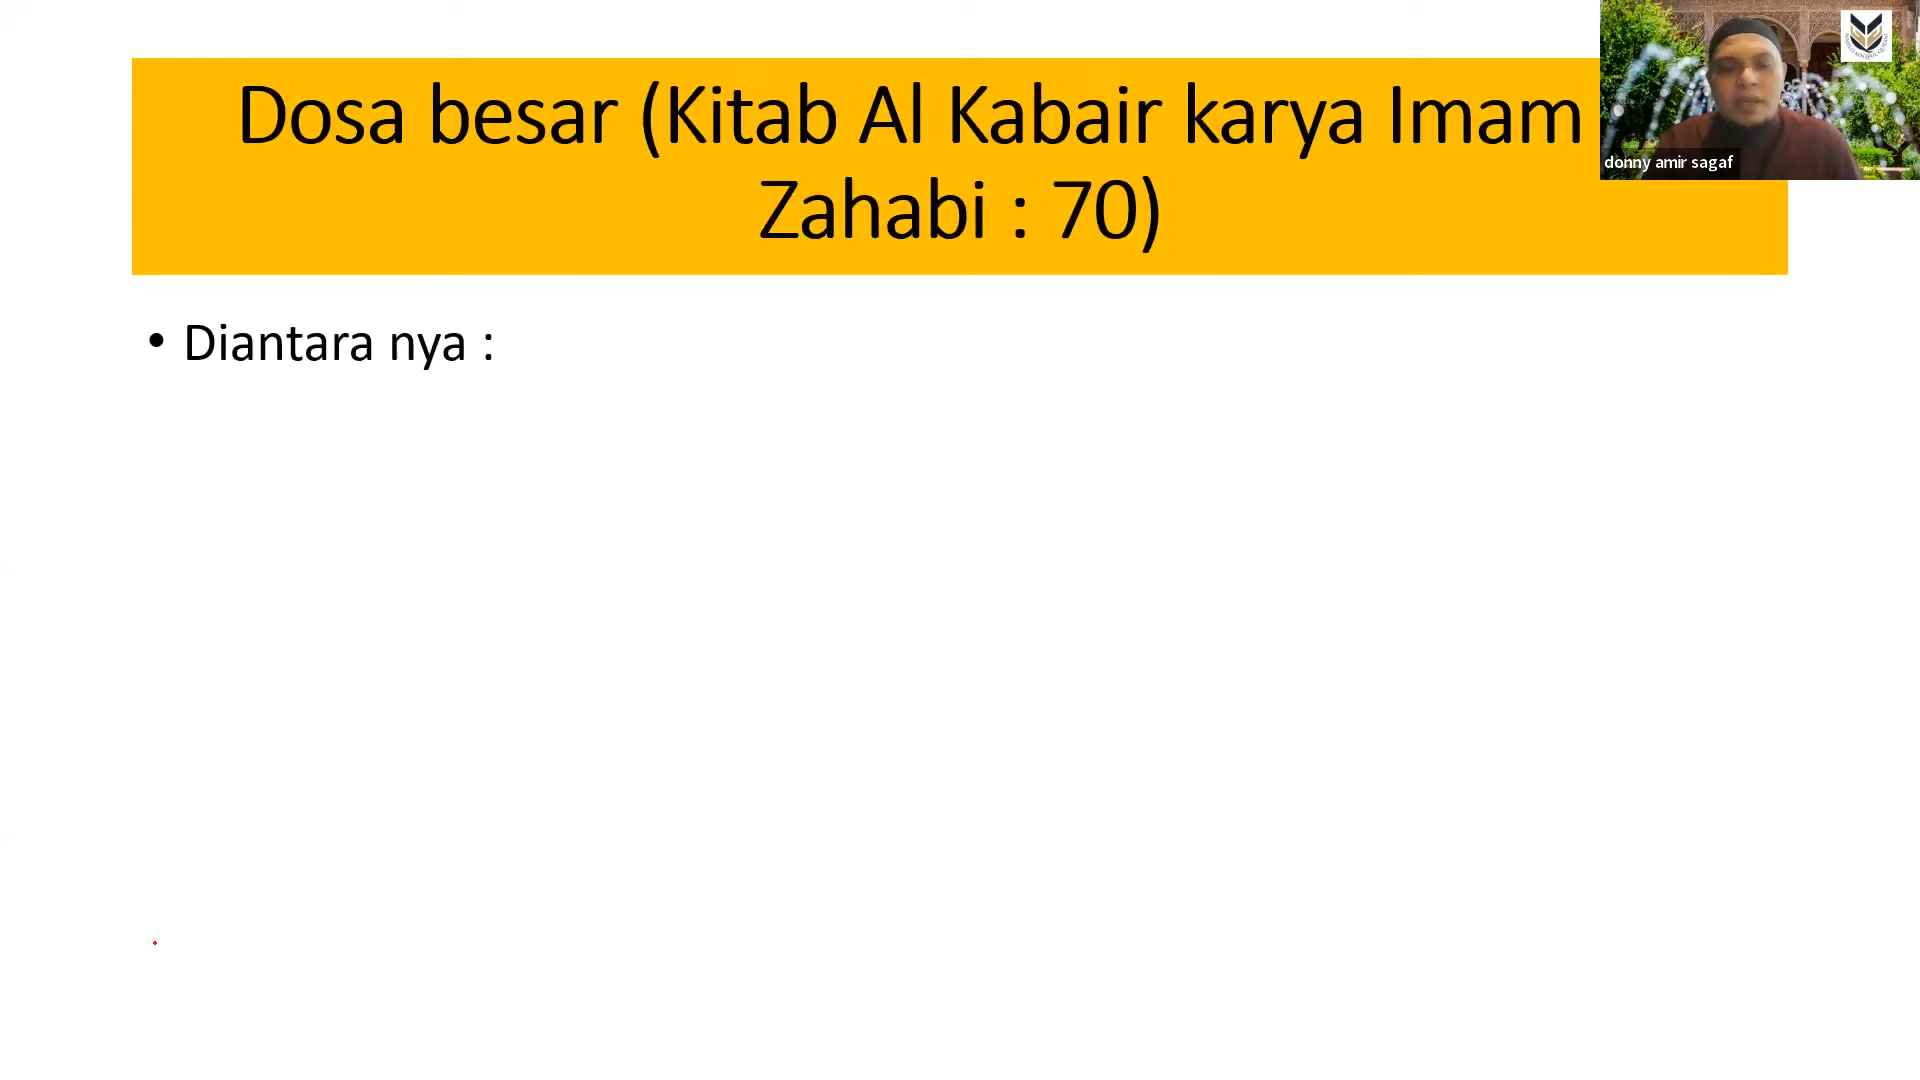 Dosa besar (Kitab Al Kabair karya Imam
Zahabi : 70)
donny amir sagaf
• Diantara nya :